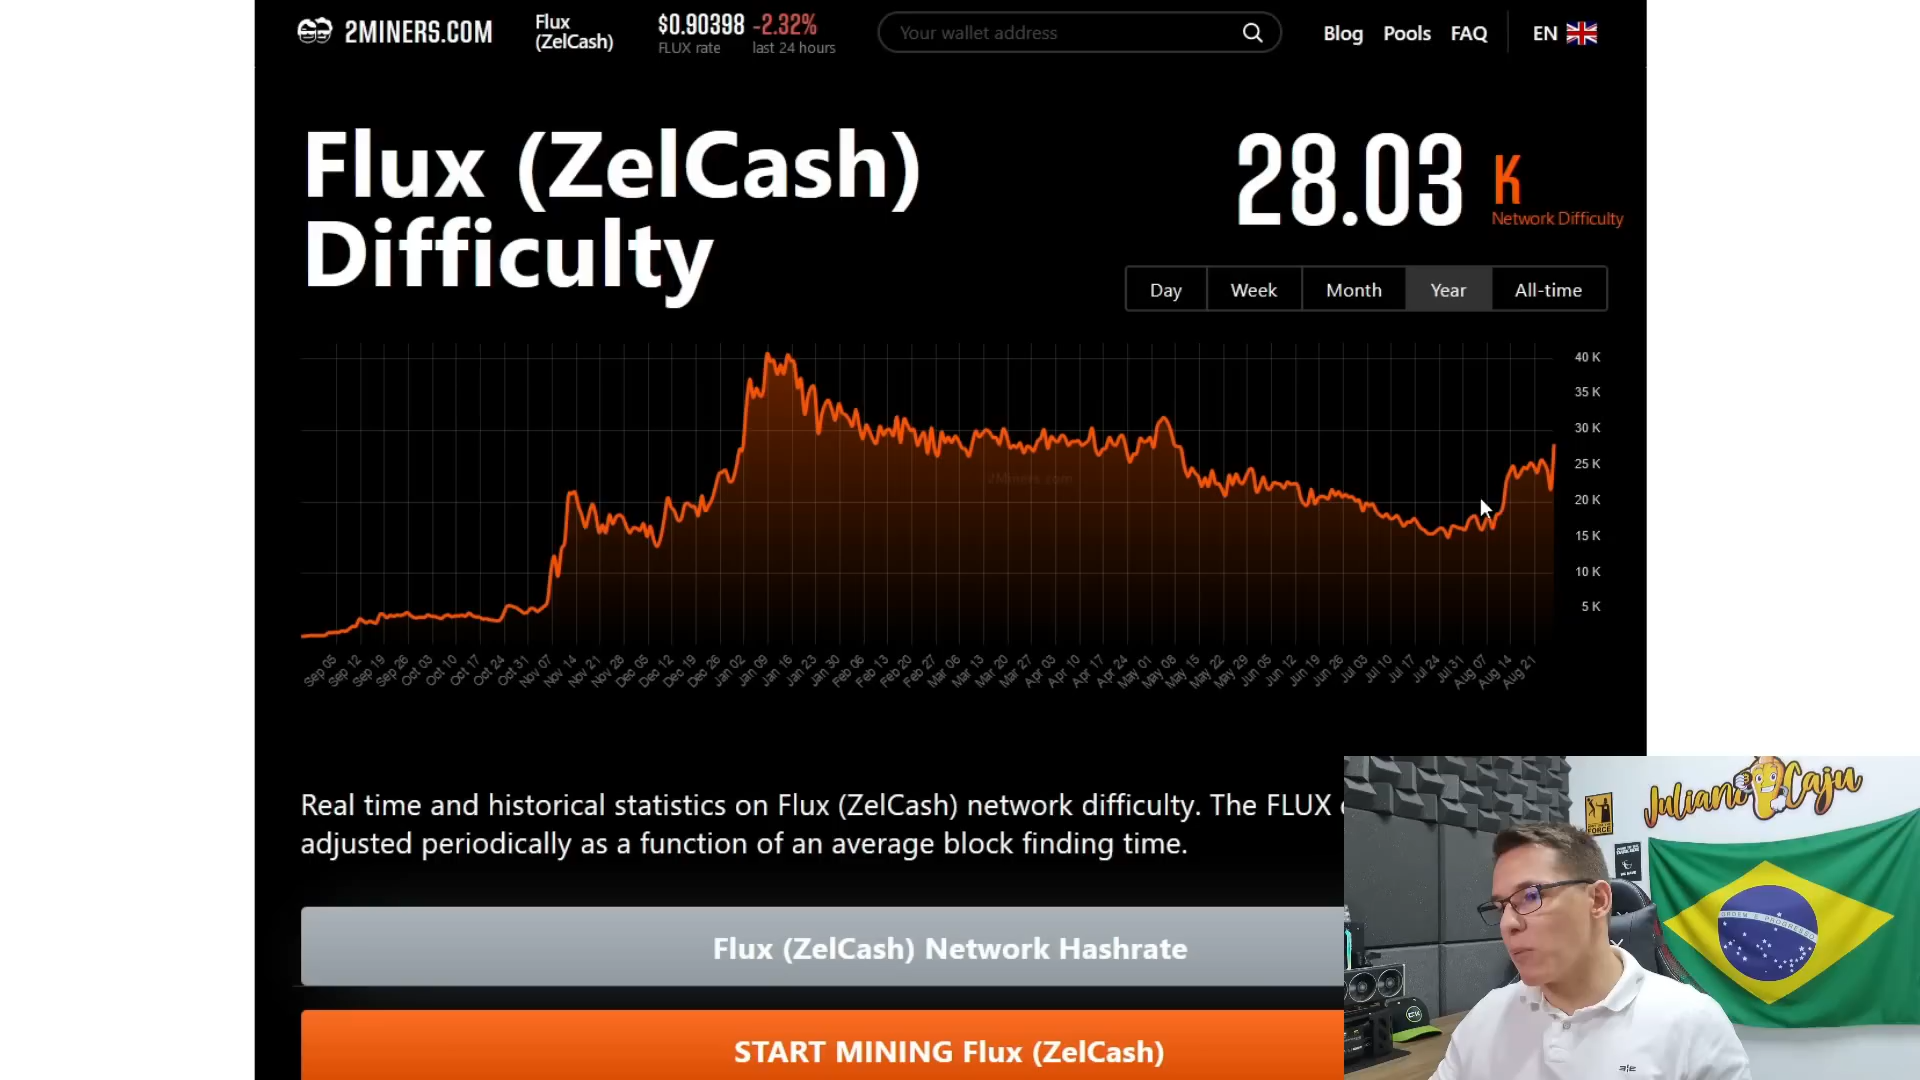 2MINERS.COM
Flux
(ZelCash)
$0.90398 -2.32%
FLUX rate last 24 hours
Your wallet address
Blog Pools FAQ
EN
Flux (ZelCash)
Difficulty
28.03 K
Network Difficulty
Day Week Month Year All-time
40 K
35 K
30 K
25 K
20 K
15 K
10 K
5 K
2Miners.com
Sep 05 Sep 12 Sep 19 Sep 26 Oct 03 Oct 10 Oct 17 Oct 24 Oct 31 Nov 07 Nov 14 Nov 21 Nov 28 Dec 05 Dec 12 Dec 19 Dec 26 Jan 02 Jan 09 Jan 16 Jan 23 Jan 30 Feb 06 Feb 13 Feb 20 Feb 27 Mar 06 Mar 13 Mar 20 Mar 27 Apr 03 Apr 10 Apr 17 Apr 24 May 01 May 08 May 15 May 22 May 29 Jun 05 Jun 12 Jun 19 Jun 26 Jul 03 Jul 10 Jul 17 Jul 24 Jul 31 Aug 07 Aug 14 Aug 21
Real time and historical statistics on Flux (ZelCash) network difficulty. The FLUX
adjusted periodically as a function of an average block finding time.
Flux (ZelCash) Network Hashrate
START MINING Flux (ZelCash)
Juliano Caju
FORCE
ORDEM E PROGRESSO